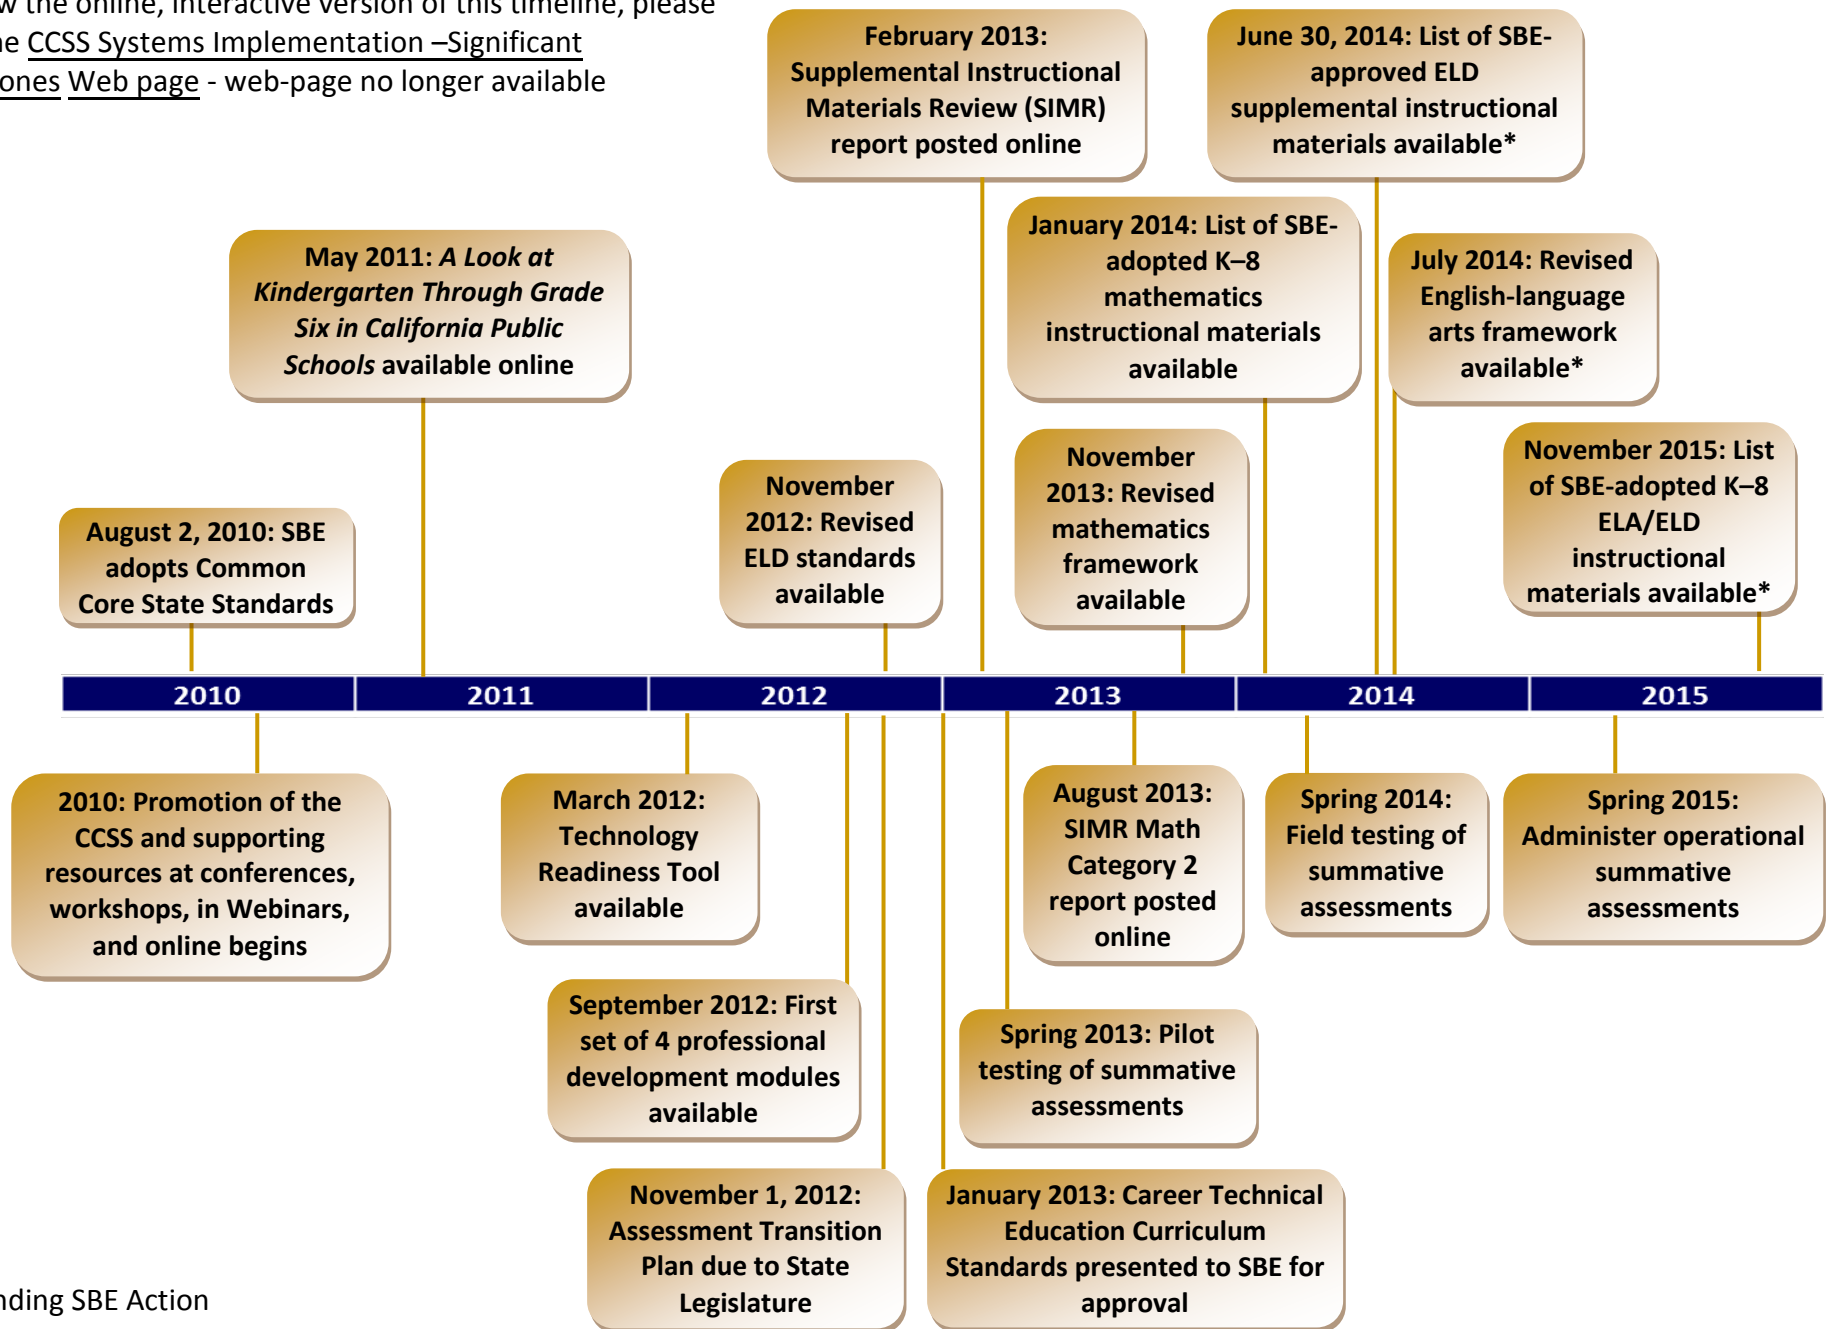 the online, interactive version of this timeline, please
CCSS Systems Implementation –Significant
Web page - web-page no longer available
February 2013:
Supplemental Instructional
Materials Review (SIMR)
report posted online
June 30, 2014: List of SBE-
approved ELD
supplemental instructional
materials available*
January 2014: List of SBE-
adopted K–8
mathematics
instructional materials
available
May 2011: A Look at
Kindergarten Through Grade
Six in California Public
Schools available online
July 2014: Revised
English-language
arts framework
available*
November 2015: List
of SBE-adopted K–8
ELA/ELD
instructional
materials available*
November
2013: Revised
mathematics
framework
available
November
2012: Revised
ELD standards
available
August 2, 2010: SBE
adopts Common
Core State Standards
2010 2011 2012 2013 2014 2015
2010: Promotion of the
CCSS and supporting
resources at conferences,
workshops, in Webinars,
and online begins
March 2012:
Technology
Readiness Tool
available
August 2013:
SIMR Math
Category 2
report posted
online
Spring 2014:
Field testing of
summative
assessments
Spring 2015:
Administer operational
summative
assessments
September 2012: First
set of 4 professional
development modules
available
Spring 2013: Pilot
testing of summative
assessments
November 1, 2012:
Assessment Transition
Plan due to State
Legislature
January 2013: Career Technical
Education Curriculum
Standards presented to SBE for
approval
SBE Action